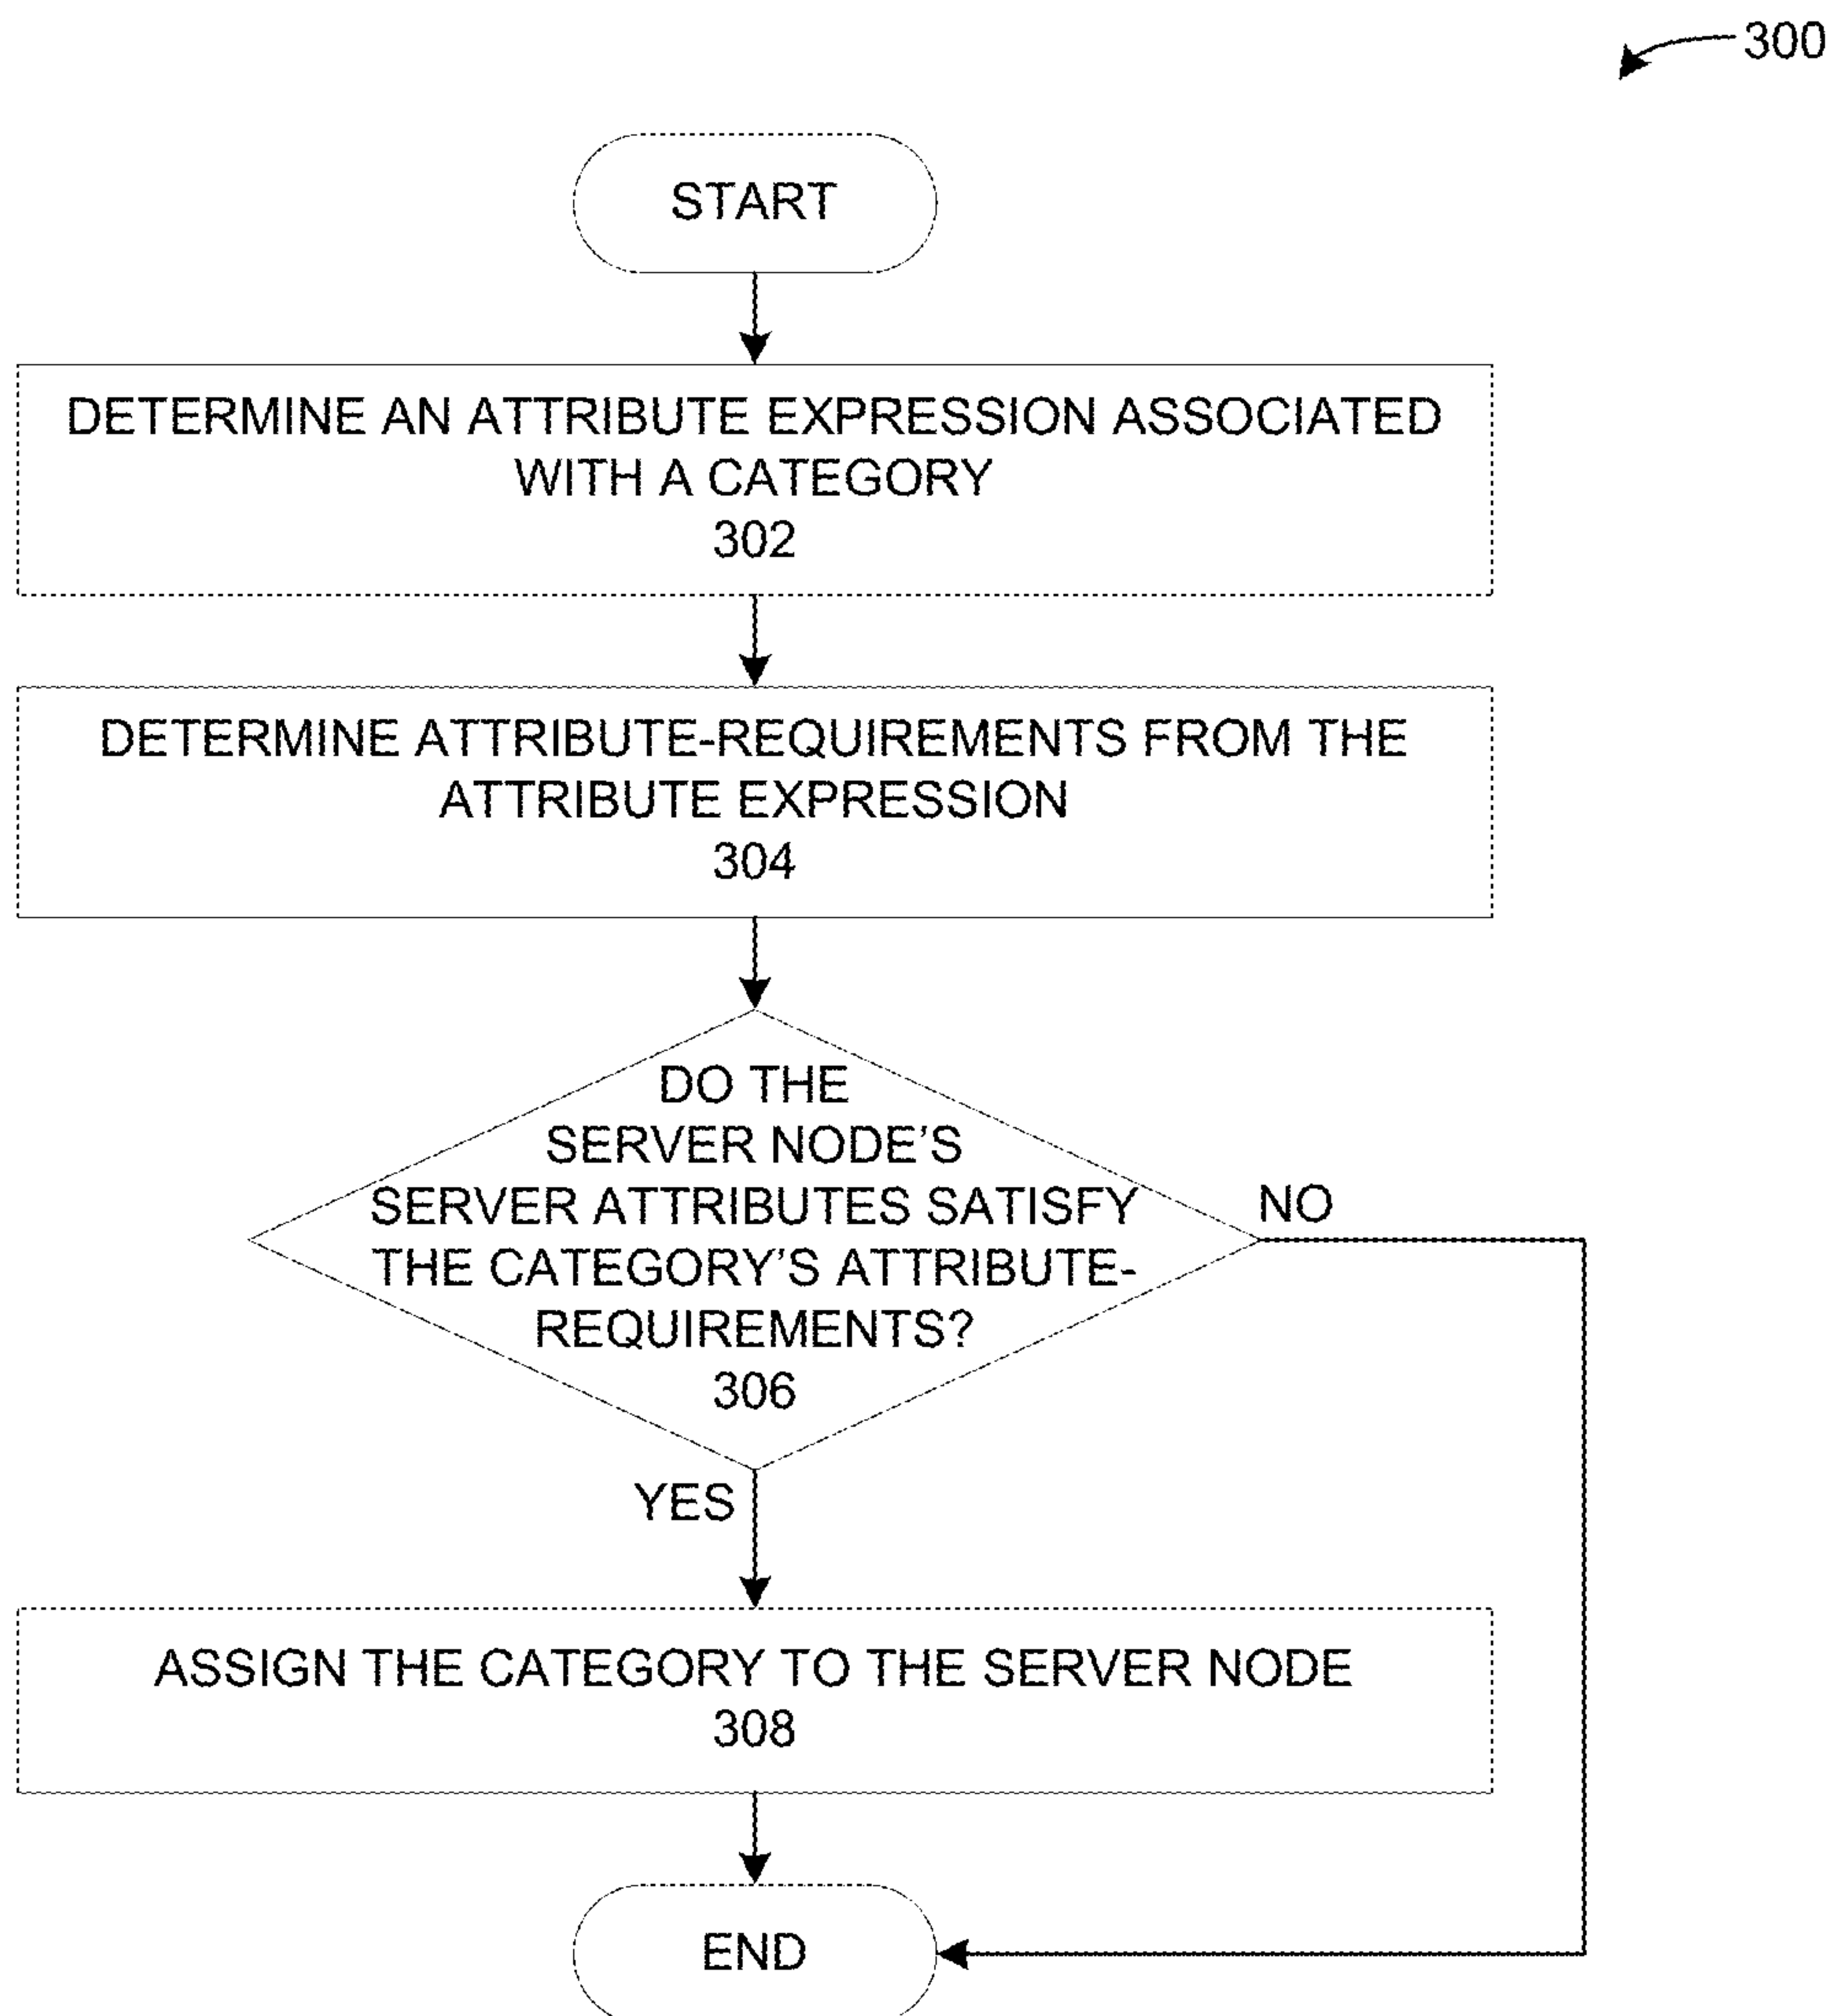 300
START
DETERMINE AN ATTRIBUTE EXPRESSION ASSOCIATED
WITH A CATEGORY
302
DETERMINE ATTRIBUTE-REQUIREMENTS FROM THE
ATTRIBUTE EXPRESSION
304
DO THE
SERVER NODE'S
SERVER ATTRIBUTES SATISFY
THE CATEGORY'S ATTRIBUTE-
REQUIREMENTS?
306
NO
YES
ASSIGN THE CATEGORY TO THE SERVER NODE
308
END